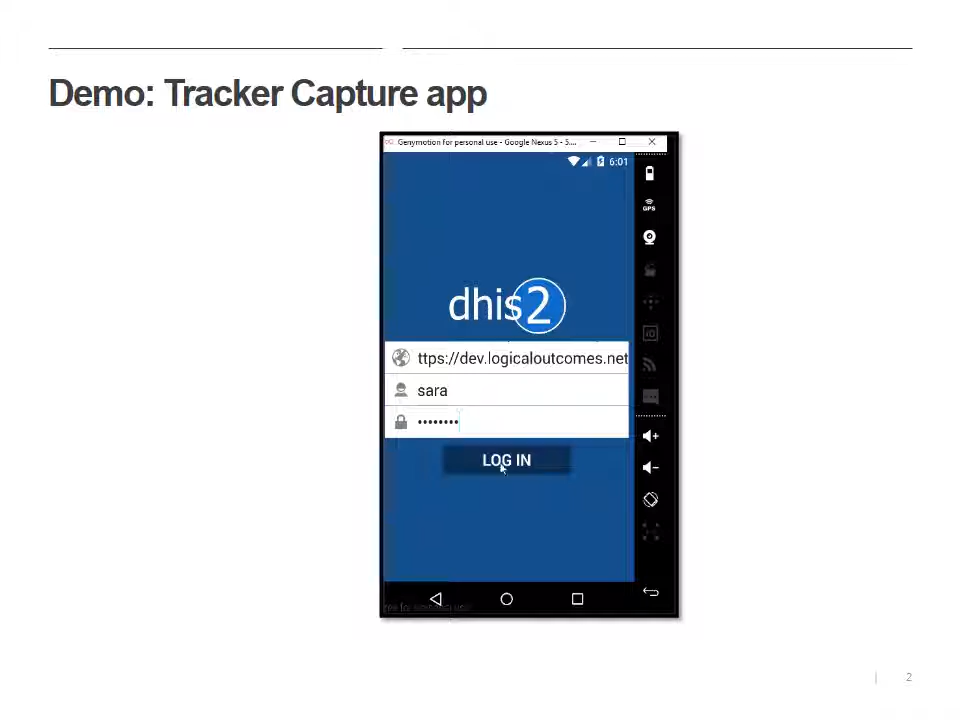 Demo: Tracker Capture app
Genymotion for personal use - Google Nexus 5 - 5....
6:01
GPS
dhis2
ttps://dev.logicaloutcomes.net
sara
••••••••
LOG IN
2